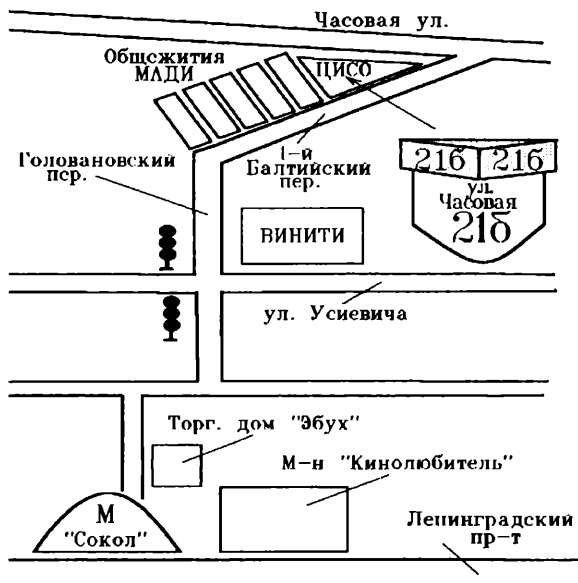 Часовая ул.
Общежития
МАДИ
ЦИСО
Головановский
пер.
1-й
Балтийский
пер.
21б 21б
ул.
Часовая
21б
ВИНИТИ
ул. Усиевича
Торг. дом "Эбух"
М-н "Кинолюбитель"
М
"Сокол"
Ленинградский
пр-т